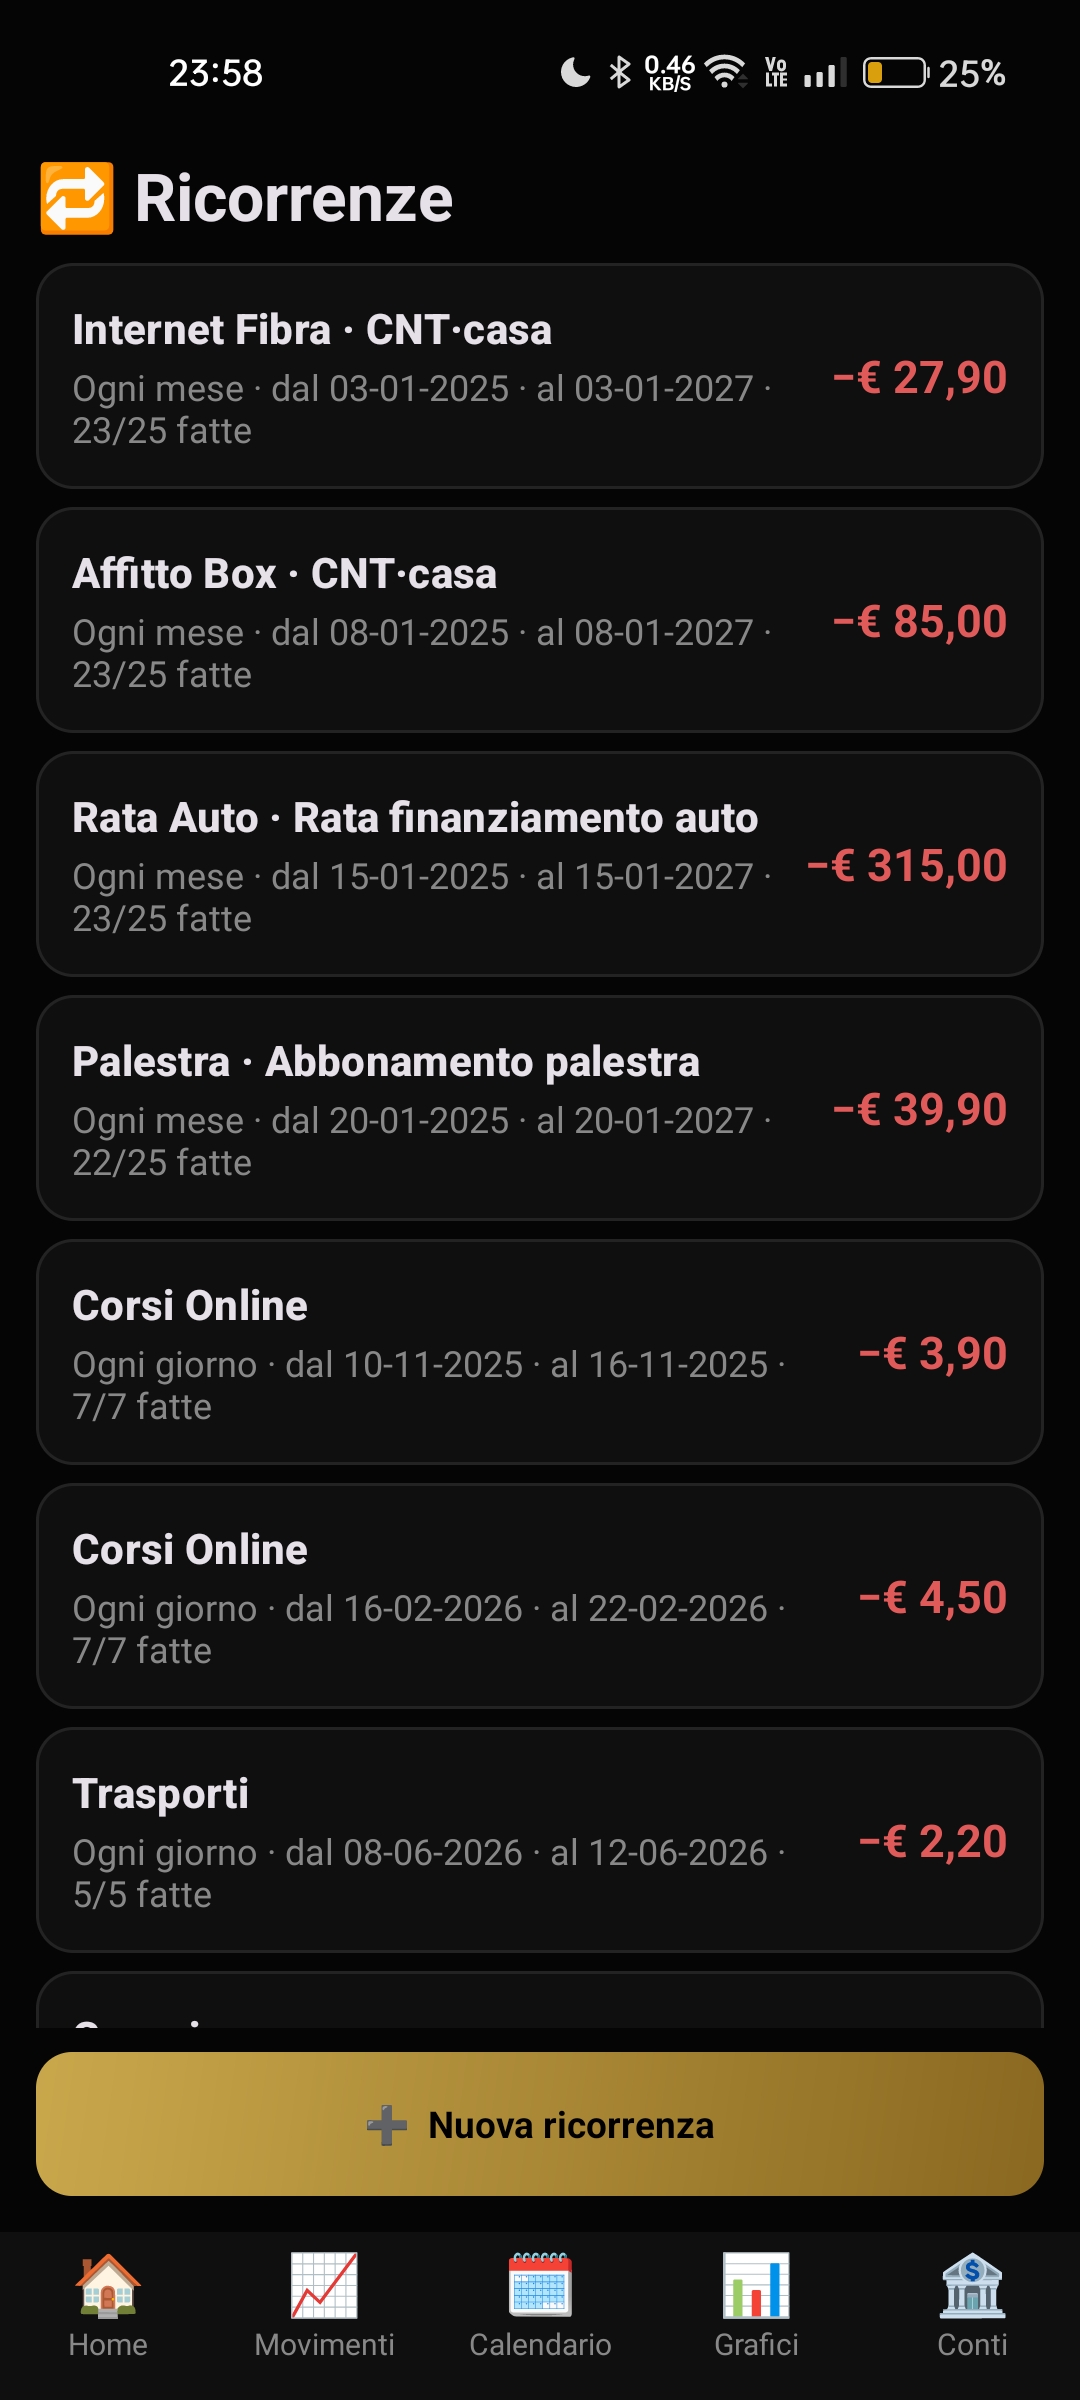 23:58
0.46 KB/S
Vo LTE
25%
Ricorrenze
Internet Fibra · CNT·casa
Ogni mese · dal 03-01-2025 · al 03-01-2027 ·
23/25 fatte
−€ 27,90
Affitto Box · CNT·casa
Ogni mese · dal 08-01-2025 · al 08-01-2027 ·
23/25 fatte
−€ 85,00
Rata Auto · Rata finanziamento auto
Ogni mese · dal 15-01-2025 · al 15-01-2027 ·
23/25 fatte
−€ 315,00
Palestra · Abbonamento palestra
Ogni mese · dal 20-01-2025 · al 20-01-2027 ·
22/25 fatte
−€ 39,90
Corsi Online
Ogni giorno · dal 10-11-2025 · al 16-11-2025 ·
7/7 fatte
−€ 3,90
Corsi Online
Ogni giorno · dal 16-02-2026 · al 22-02-2026 ·
7/7 fatte
−€ 4,50
Trasporti
Ogni giorno · dal 08-06-2026 · al 12-06-2026 ·
5/5 fatte
−€ 2,20
Nuova ricorrenza
Home
Movimenti
Calendario
Grafici
Conti